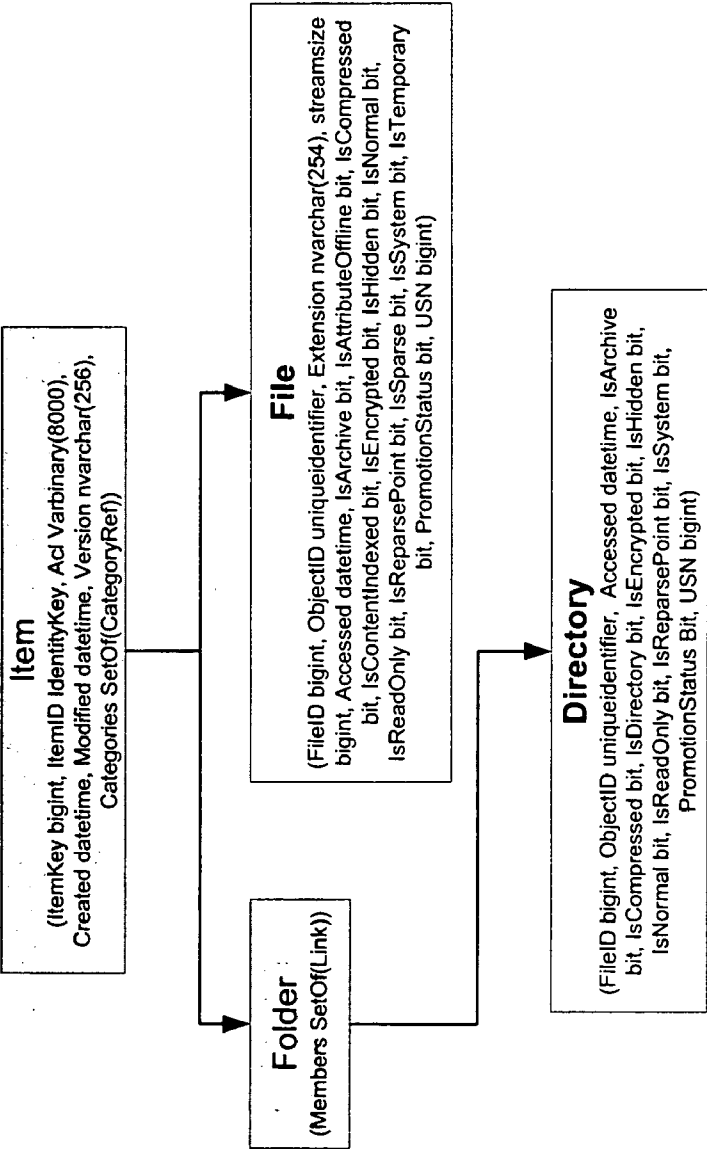 Item
(ItemKey bigint, ItemID IdentityKey, Acl Varbinary(8000),
Created datetime, Modified datetime, Version nvarchar(256),
Categories SetOf(CategoryRef))
Folder
(Members SetOf(Link))
File
(FileID bigint, ObjectID uniqueidentifier, Extension nvarchar(254), streamsize
bigint, Accessed datetime, IsArchive bit, IsAttributeOffline bit, IsCompressed
bit, IsContentIndexed bit, IsEncrypted bit, IsHidden bit, IsNormal bit,
IsReadOnly bit, IsReparsePoint bit, IsSparse bit, IsSystem bit, IsTemporary
bit, PromotionStatus bit, USN bigint)
Directory
(FileID bigint, ObjectID uniqueidentifier, Accessed datetime, IsArchive
bit, IsCompressed bit, IsDirectory bit, IsEncrypted bit, IsHidden bit,
IsNormal bit, IsReadOnly bit, IsReparsePoint bit, IsSystem bit,
PromotionStatus Bit, USN bigint)